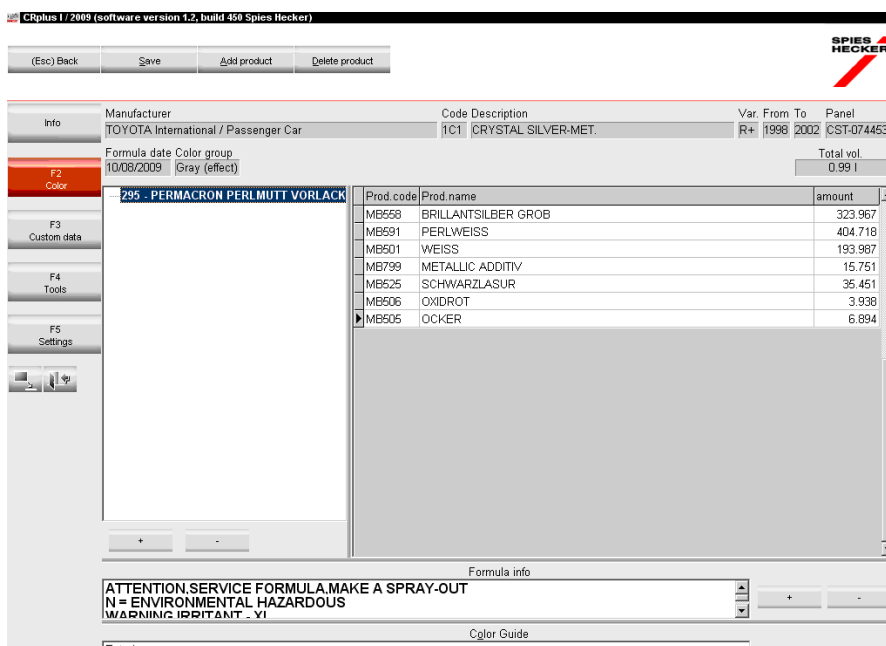 CRplus I / 2009 (software version 1.2, build 450 Spies Hecker)
(Esc) Back Save Add product Delete product
SPIES HECKER
Info
Manufacturer Code Description Var. From To Panel
TOYOTA International / Passenger Car 1C1 CRYSTAL SILVER-MET. R+ 1998 2002 CST-074453
Formula date Color group Total vol.
10/08/2009 Gray (effect) 0.99 l
F2
Color
F3
Custom data
F4
Tools
F5
Settings
295 - PERMACRON PERLMUTT VORLACK
Prod.code Prod.name amount
MB558 BRILLANTSILBER GROB 323.967
MB591 PERLWEISS 404.718
MB501 WEISS 193.987
MB799 METALLIC ADDITIV 15.751
MB525 SCHWARZLASUR 35.451
MB506 OXIDROT 3.938
MB505 OCKER 6.894
+ -
Formula info
ATTENTION,SERVICE FORMULA,MAKE A SPRAY-OUT
N = ENVIRONMENTAL HAZARDOUS
WARNING IRRITANT - XI
+ -
Color Guide